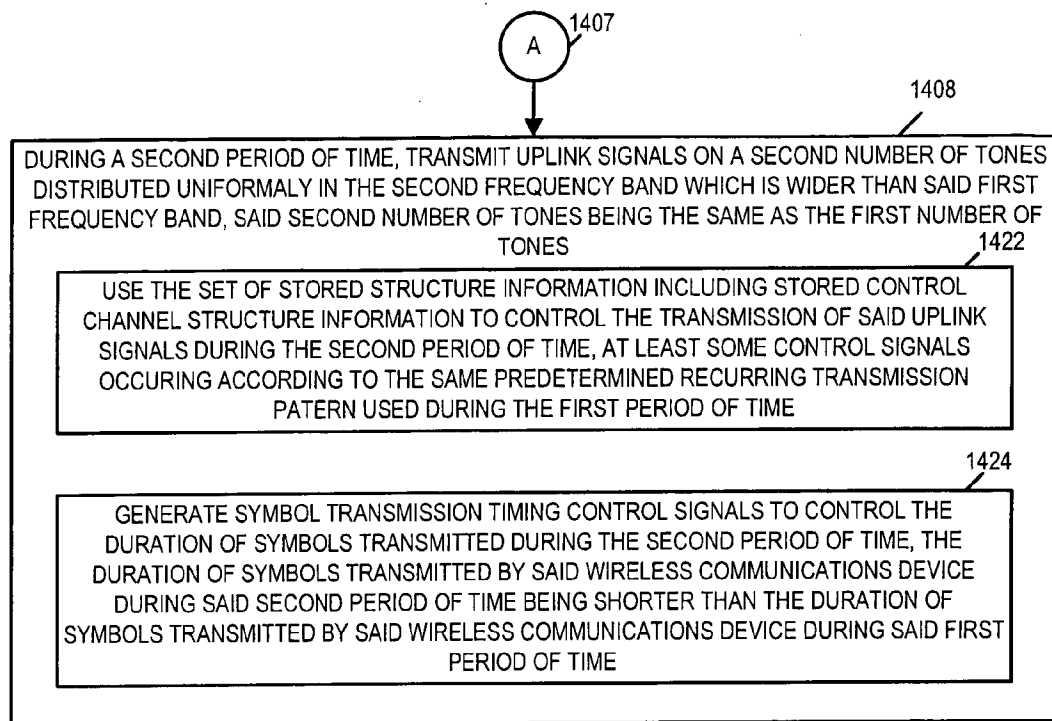 1407
A
1408
DURING A SECOND PERIOD OF TIME, TRANSMIT UPLINK SIGNALS ON A SECOND NUMBER OF TONES
DISTRIBUTED UNIFORMALY IN THE SECOND FREQUENCY BAND WHICH IS WIDER THAN SAID FIRST
FREQUENCY BAND, SAID SECOND NUMBER OF TONES BEING THE SAME AS THE FIRST NUMBER OF
TONES
1422
USE THE SET OF STORED STRUCTURE INFORMATION INCLUDING STORED CONTROL
CHANNEL STRUCTURE INFORMATION TO CONTROL THE TRANSMISSION OF SAID UPLINK
SIGNALS DURING THE SECOND PERIOD OF TIME, AT LEAST SOME CONTROL SIGNALS
OCCURING ACCORDING TO THE SAME PREDETERMINED RECURRING TRANSMISSION
PATERN USED DURING THE FIRST PERIOD OF TIME
1424
GENERATE SYMBOL TRANSMISSION TIMING CONTROL SIGNALS TO CONTROL THE
DURATION OF SYMBOLS TRANSMITTED DURING THE SECOND PERIOD OF TIME, THE
DURATION OF SYMBOLS TRANSMITTED BY SAID WIRELESS COMMUNICATIONS DEVICE
DURING SAID SECOND PERIOD OF TIME BEING SHORTER THAN THE DURATION OF
SYMBOLS TRANSMITTED BY SAID WIRELESS COMMUNICATIONS DEVICE DURING SAID FIRST
PERIOD OF TIME